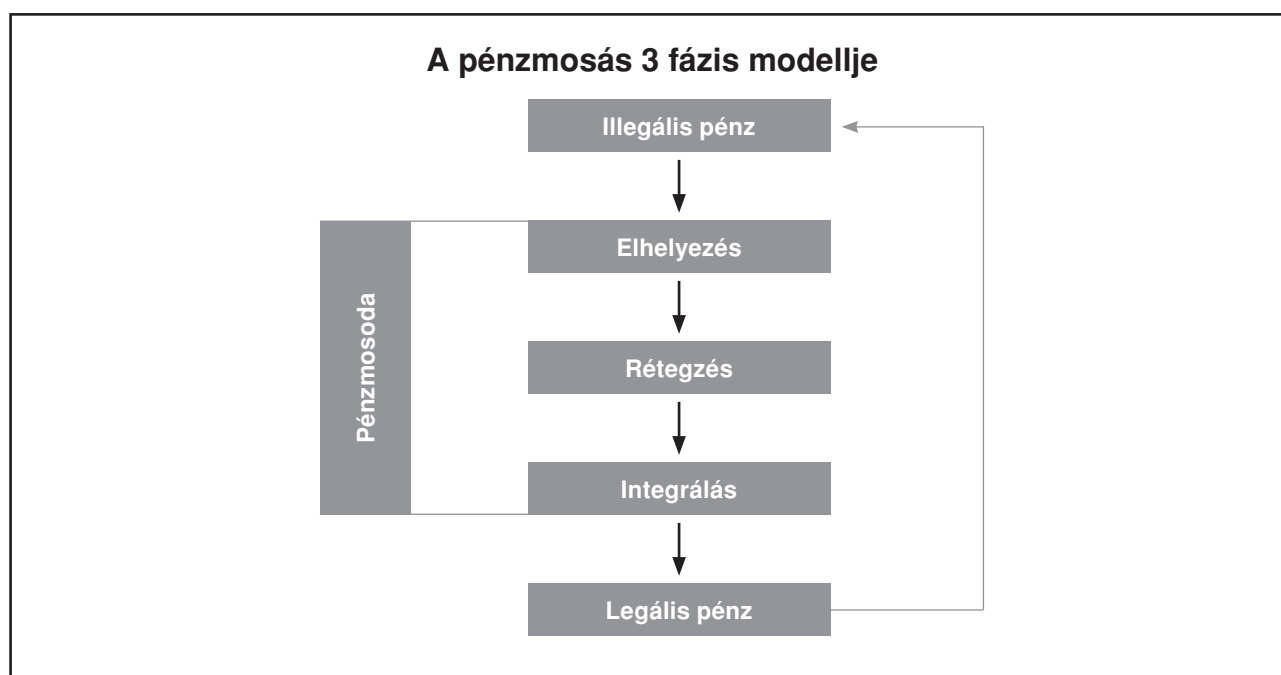 A pénzmosás 3 fázis modellje
Illegális pénz
Elhelyezés
Pénzmosoda
Rétegzés
Integrálás
Legális pénz